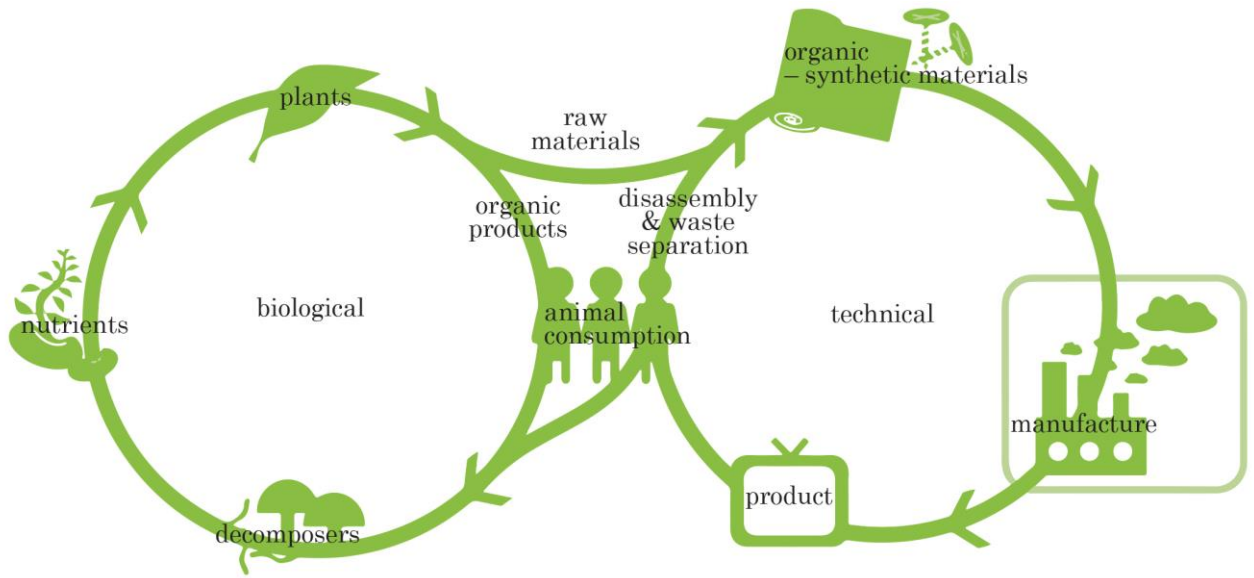 organic
– synthetic materials
plants
raw
materials
organic
products
disassembly
& waste
separation
biological
animal
consumption
technical
nutrients
manufacture
product
decomposers